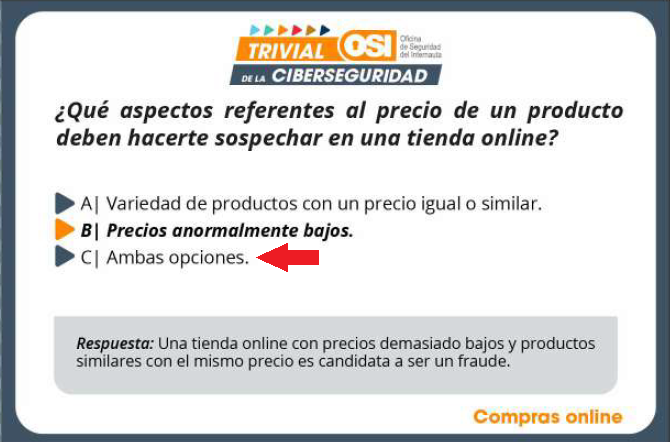 TRIVIAL OSI Oficina
de Seguridad
del Internauta
DE LA CIBERSEGURIDAD
¿Qué aspectos referentes al precio de un producto
deben hacerte sospechar en una tienda online?
A| Variedad de productos con un precio igual o similar.
B| Precios anormalmente bajos.
C| Ambas opciones.
Respuesta: Una tienda online con precios demasiado bajos y productos
similares con el mismo precio es candidata a ser un fraude.
Compras online